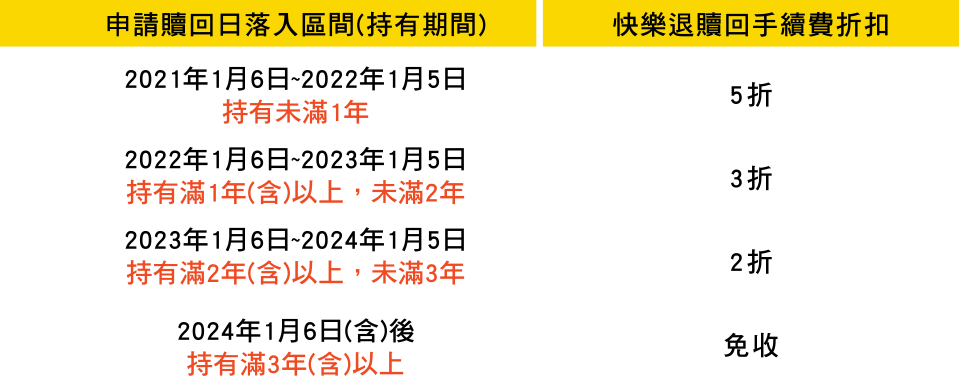 申請贖回日落入區間(持有期間) 快樂退贖回手續費折扣
2021年1月6日~2022年1月5日
持有未滿1年
5折
2022年1月6日~2023年1月5日
持有滿1年(含)以上，未滿2年
3折
2023年1月6日~2024年1月5日
持有滿2年(含)以上，未滿3年
2折
2024年1月6日(含)後
持有滿3年(含)以上
免收